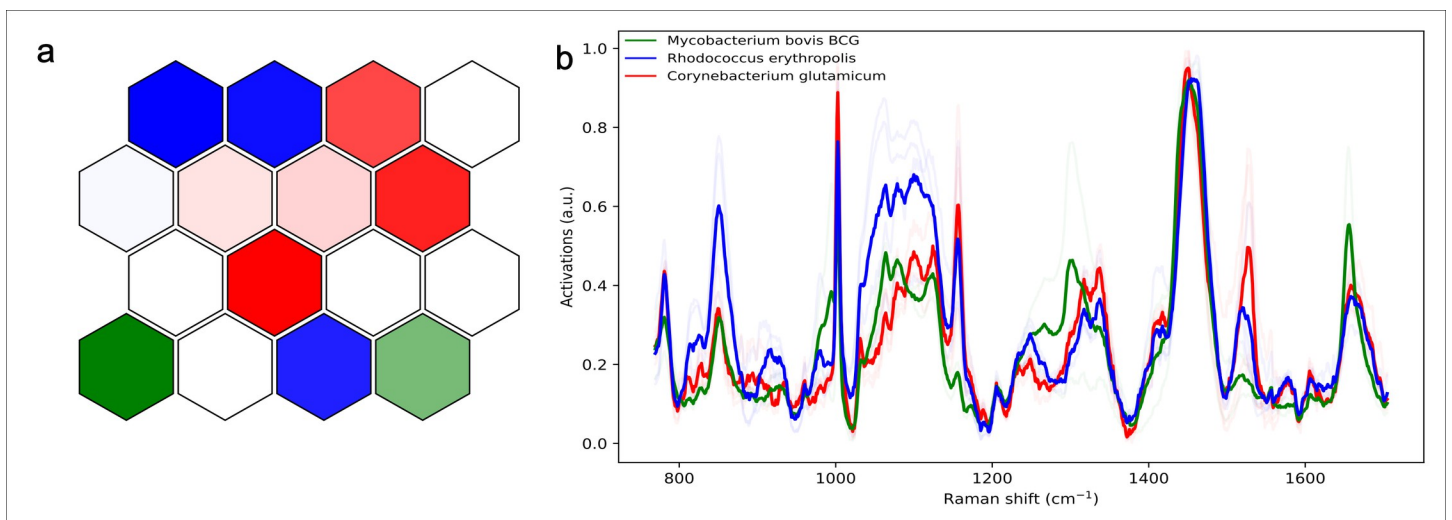 a
b
Mycobacterium bovis BCG
Rhodococcus erythropolis
Corynebacterium glutamicum
1.0
0.8
0.6
0.4
0.2
0.0
Activations (a.u.)
800 1000 1200 1400 1600
Raman shift (cm⁻¹)